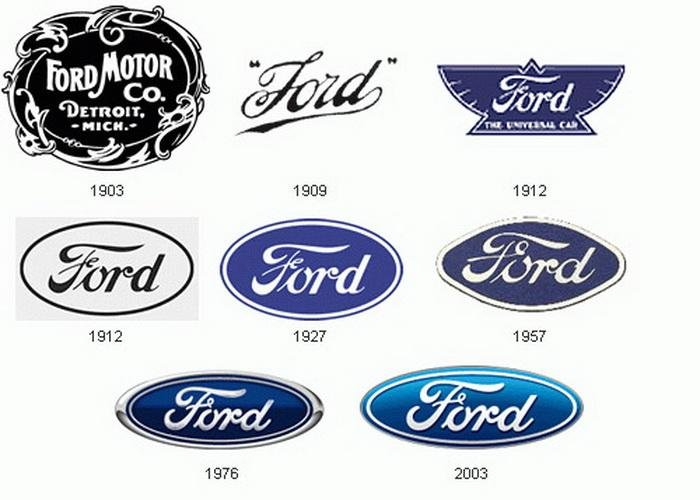 FORD MOTOR
CO.
DETROIT,
-MICH.-
1903
"Ford"
1909
Ford
THE UNIVERSAL CAR
1912
Ford
1912
Ford
1927
Ford
1957
Ford
1976
Ford
2003